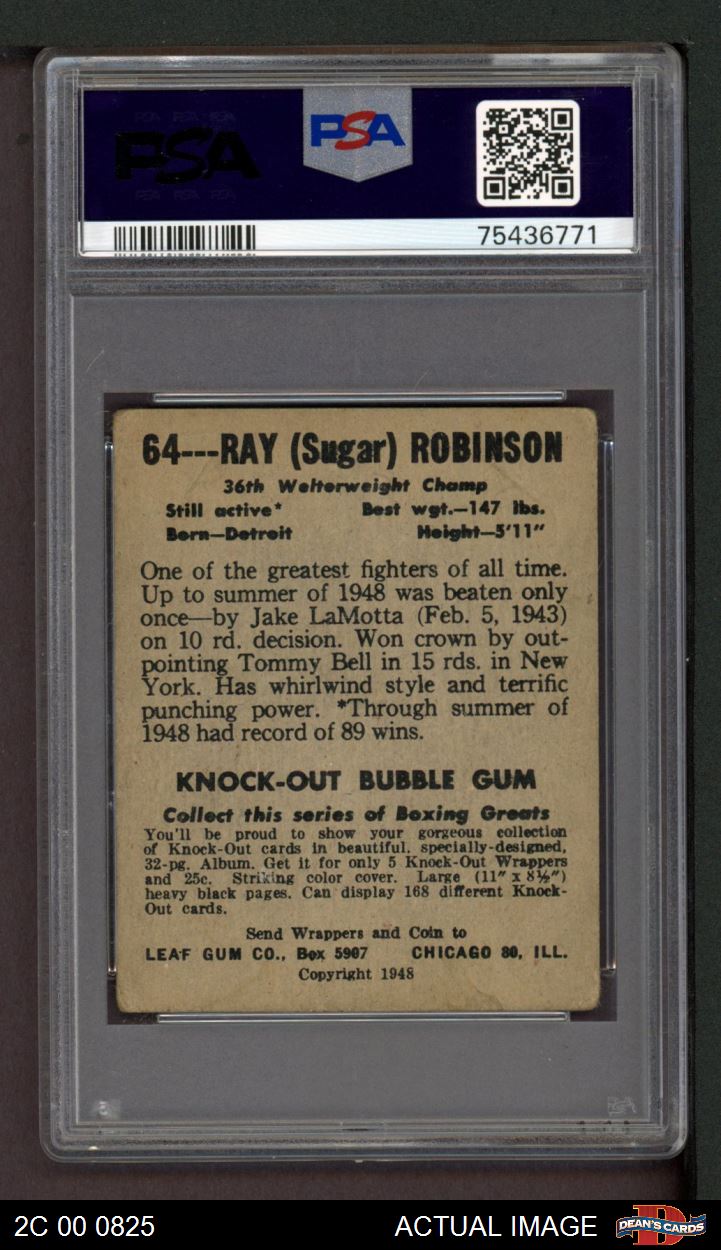 PSA
PSA
75436771
64---RAY (Sugar) ROBINSON
36th Welterweight Champ
Still active* Best wgt.—147 lbs.
Born—Detroit Height—5'11"
One of the greatest fighters of all time.
Up to summer of 1948 was beaten only
once—by Jake LaMotta (Feb. 5, 1943)
on 10 rd. decision. Won crown by out-
pointing Tommy Bell in 15 rds. in New
York. Has whirlwind style and terrific
punching power. *Through summer of
1948 had record of 89 wins.
KNOCK-OUT BUBBLE GUM
Collect this series of Boxing Greats
You'll be proud to show your gorgeous collection
of Knock-Out cards in beautiful, specially-designed,
32-pg. Album. Get it for only 5 Knock-Out Wrappers
and 25c. Striking color cover. Large (11" x 8½")
heavy black pages. Can display 168 different Knock-
Out cards.
Send Wrappers and Coin to
LEAF GUM CO., Box 5907 CHICAGO 80, ILL.
Copyright 1948
2C 00 0825 ACTUAL IMAGE DEAN'S CARDS